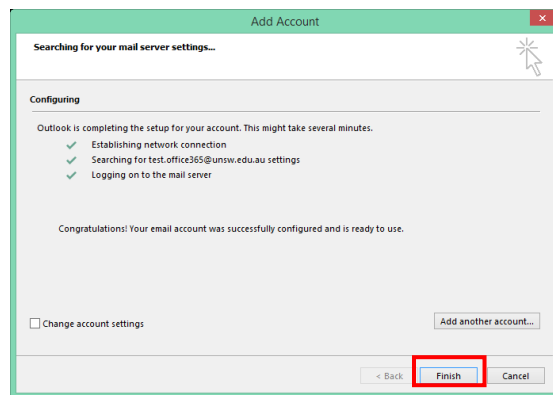 Add Account
Searching for your mail server settings...
Configuring
Outlook is completing the setup for your account. This might take several minutes.
Establishing network connection
Searching for test.office365@unsw.edu.au settings
Logging on to the mail server
Congratulations! Your email account was successfully configured and is ready to use.
Change account settings
Add another account...
< Back
Finish
Cancel